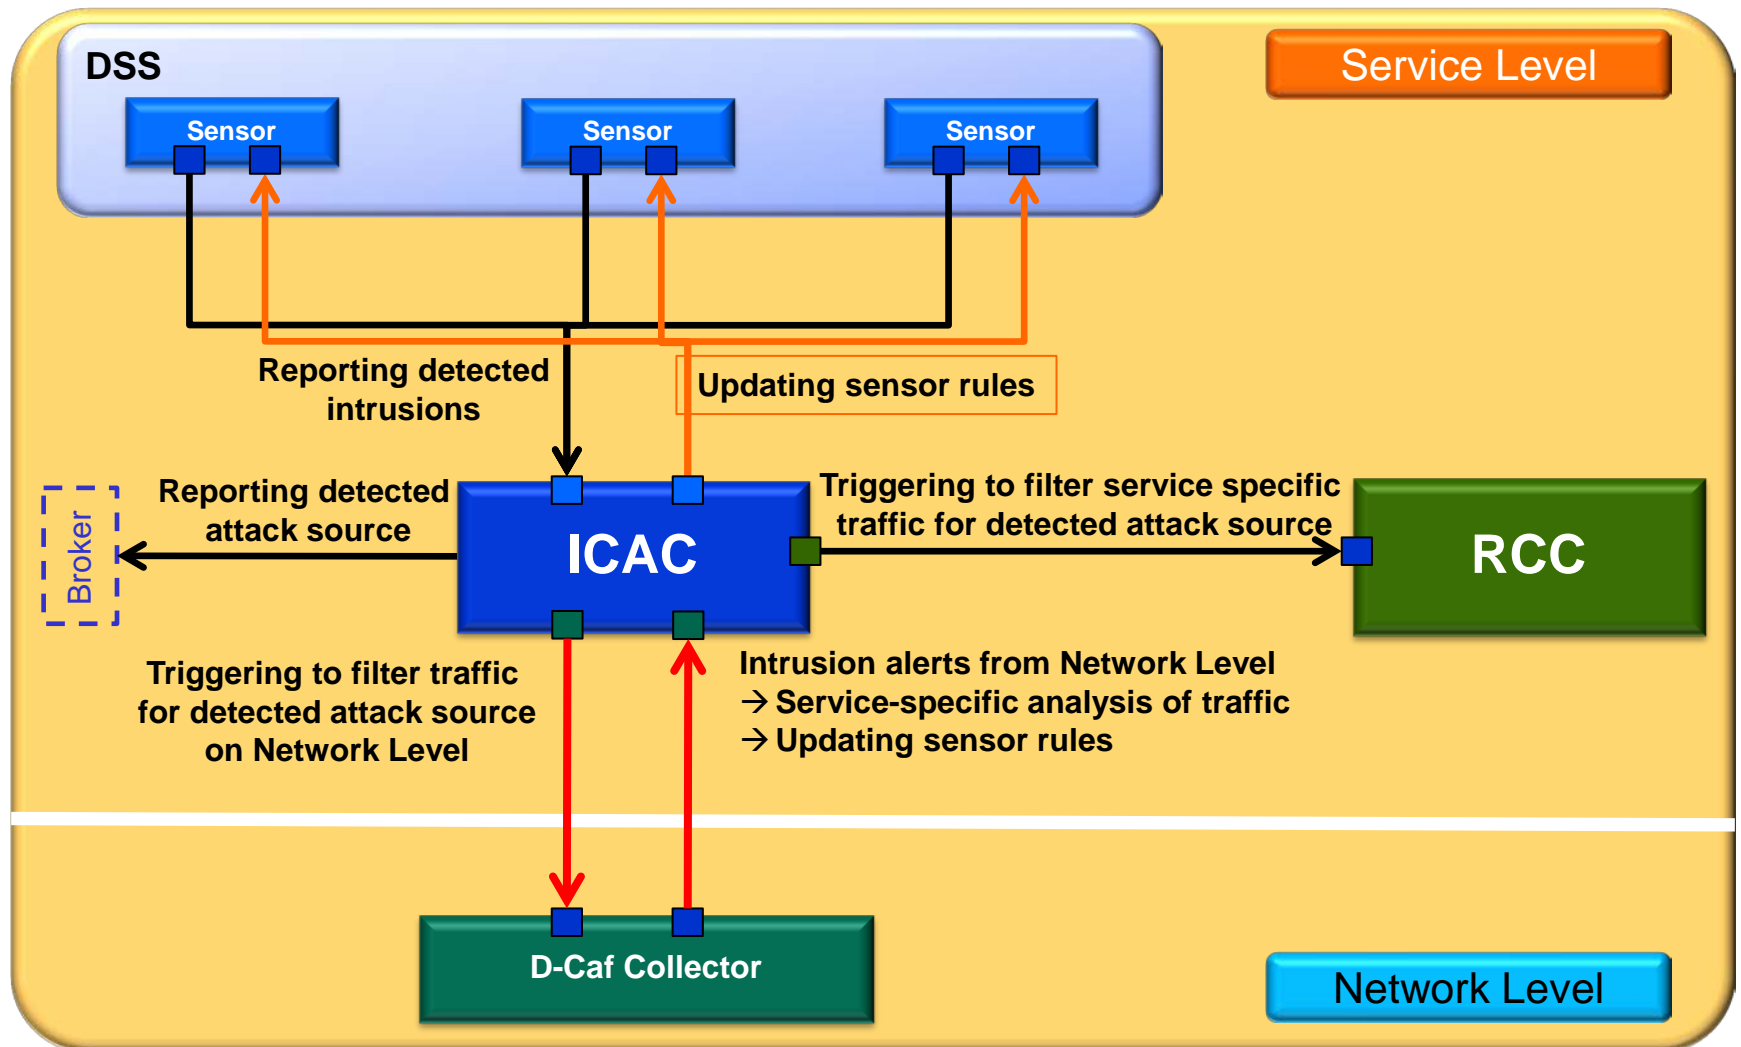 DSS
Service Level
Sensor
Sensor
Sensor
Reporting detected
intrusions
Updating sensor rules
Reporting detected
attack source
Triggering to filter service specific
traffic for detected attack source
Broker
ICAC
RCC
Triggering to filter traffic
for detected attack source
on Network Level
Intrusion alerts from Network Level
→ Service-specific analysis of traffic
→ Updating sensor rules
D-Caf Collector
Network Level